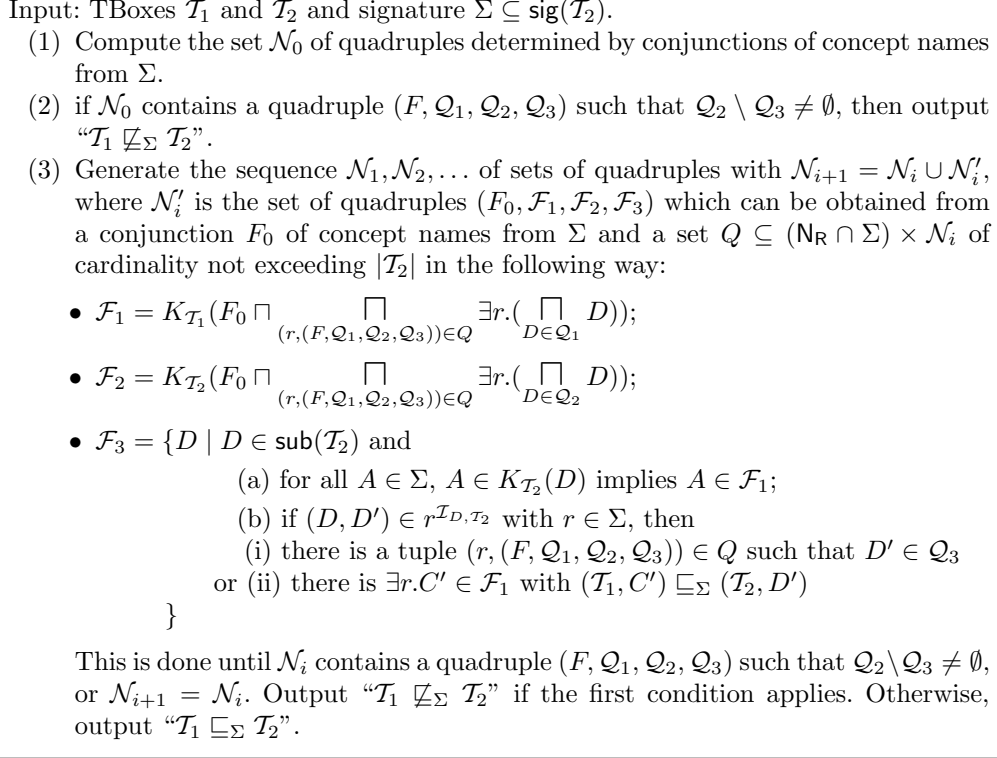 Input: TBoxes 𝒯₁ and 𝒯₂ and signature Σ ⊆ sig(𝒯₂).
(1) Compute the set 𝒩₀ of quadruples determined by conjunctions of concept names
from Σ.
(2) if 𝒩₀ contains a quadruple (F, 𝒬₁, 𝒬₂, 𝒬₃) such that 𝒬₂ \ 𝒬₃ ≠ ∅, then output
“𝒯₁ ⋢_Σ 𝒯₂”.
(3) Generate the sequence 𝒩₁, 𝒩₂, … of sets of quadruples with 𝒩ᵢ₊₁ = 𝒩ᵢ ∪ 𝒩′ᵢ,
where 𝒩′ᵢ is the set of quadruples (F₀, ℱ₁, ℱ₂, ℱ₃) which can be obtained from
a conjunction F₀ of concept names from Σ and a set Q ⊆ (N_R ∩ Σ) × 𝒩ᵢ of
cardinality not exceeding |𝒯₂| in the following way:
• ℱ₁ = K_𝒯₁(F₀ ⊓ ⨅_{(r,(F,𝒬₁,𝒬₂,𝒬₃))∈Q} ∃r.(⨅_{D∈𝒬₁} D));
• ℱ₂ = K_𝒯₂(F₀ ⊓ ⨅_{(r,(F,𝒬₁,𝒬₂,𝒬₃))∈Q} ∃r.(⨅_{D∈𝒬₂} D));
• ℱ₃ = {D | D ∈ sub(𝒯₂) and
(a) for all A ∈ Σ, A ∈ K_𝒯₂(D) implies A ∈ ℱ₁;
(b) if (D, D′) ∈ r^{ℐ_{D,𝒯₂}} with r ∈ Σ, then
(i) there is a tuple (r, (F, 𝒬₁, 𝒬₂, 𝒬₃)) ∈ Q such that D′ ∈ 𝒬₃
or (ii) there is ∃r.C′ ∈ ℱ₁ with (𝒯₁, C′) ⊑_Σ (𝒯₂, D′)
}
This is done until 𝒩ᵢ contains a quadruple (F, 𝒬₁, 𝒬₂, 𝒬₃) such that 𝒬₂\𝒬₃ ≠ ∅,
or 𝒩ᵢ₊₁ = 𝒩ᵢ. Output “𝒯₁ ⋢_Σ 𝒯₂” if the first condition applies. Otherwise,
output “𝒯₁ ⊑_Σ 𝒯₂”.